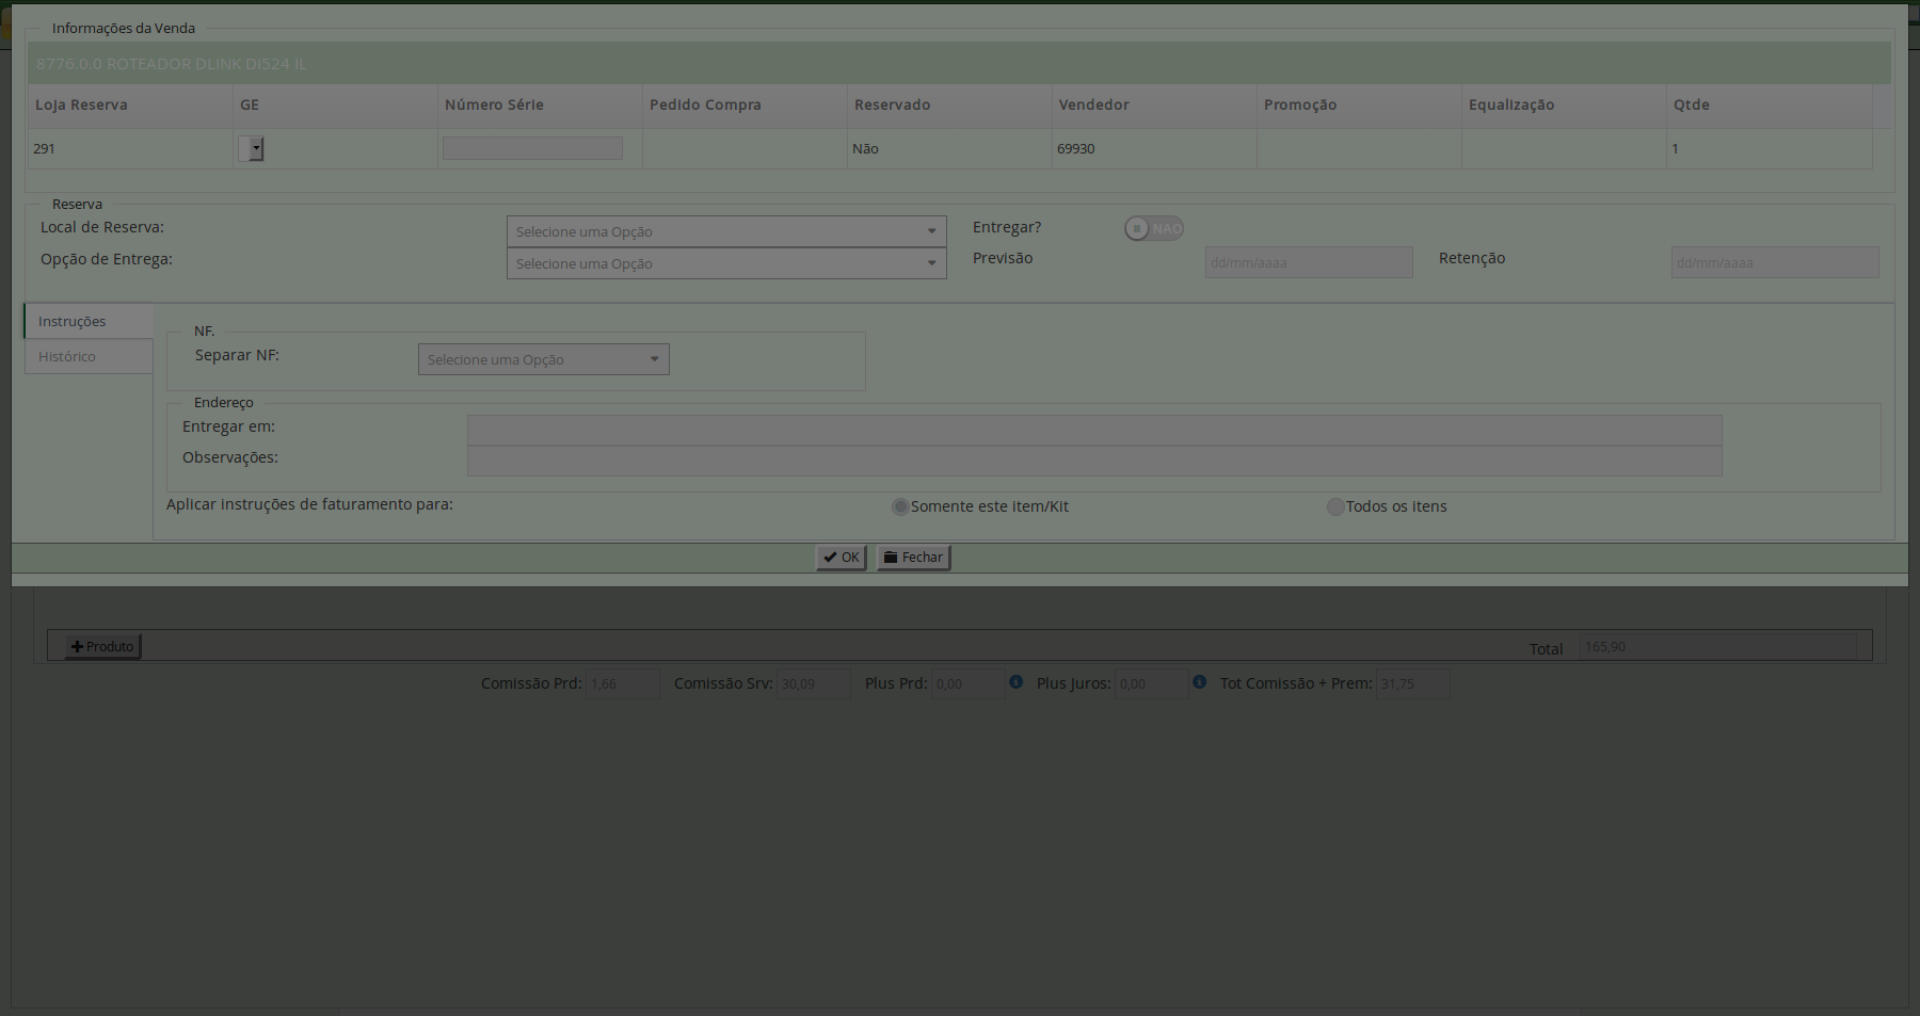 Informações da Venda
8776.0.0 ROTEADOR DLINK DI524 IL
Loja Reserva GE Número Série Pedido Compra Reservado Vendedor Promoção Equalização Qtde
291 Não 69930 1
Reserva
Local de Reserva: Selecione uma Opção Entregar? NÃO
Opção de Entrega: Selecione uma Opção Previsão dd/mm/aaaa Retenção dd/mm/aaaa
Instruções
Histórico
NF.
Separar NF: Selecione uma Opção
Endereço
Entregar em:
Observações:
Aplicar instruções de faturamento para: Somente este item/Kit Todos os itens
OK Fechar
Produto Total 165,90
Comissão Prd: 1,66 Comissão Srv: 30,09 Plus Prd: 0,00 Plus Juros: 0,00 Tot Comissão + Prem: 31,75